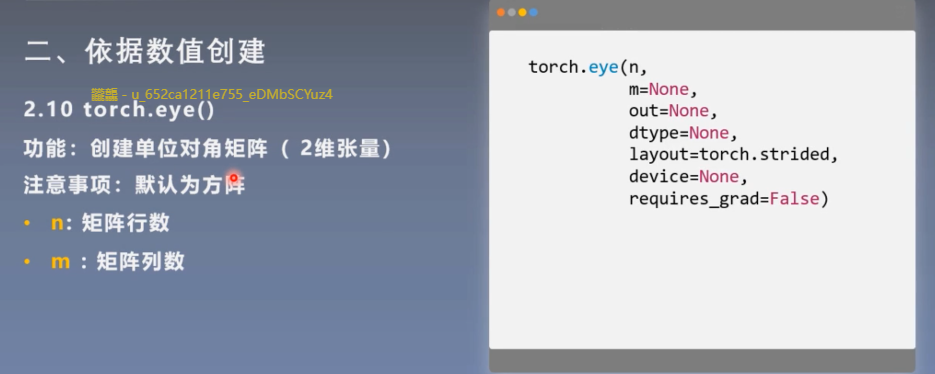 二、依据数值创建
u_652ca1211e755_eDMbSCYuz4
2.10 torch.eye()
功能：创建单位对角矩阵（ 2维张量）
注意事项：默认为方阵
• n: 矩阵行数
• m : 矩阵列数
torch.eye(n,
m=None,
out=None,
dtype=None,
layout=torch.strided,
device=None,
requires_grad=False)